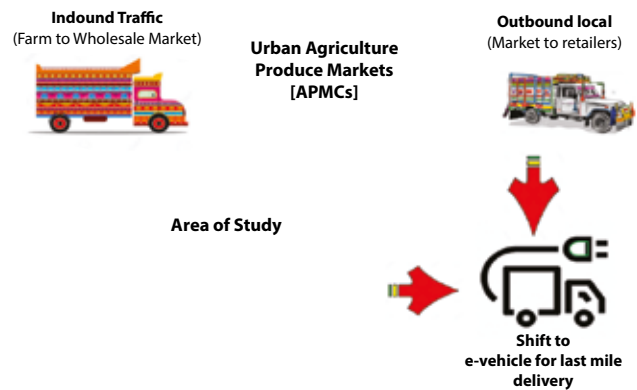 Indound Traffic
(Farm to Wholesale Market)
Urban Agriculture
Produce Markets
[APMCs]
Outbound local
(Market to retailers)
Area of Study
Shift to
e-vehicle for last mile
delivery